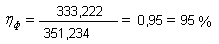 η_ф = 333,222 / 351,234 = 0,95 = 95 %